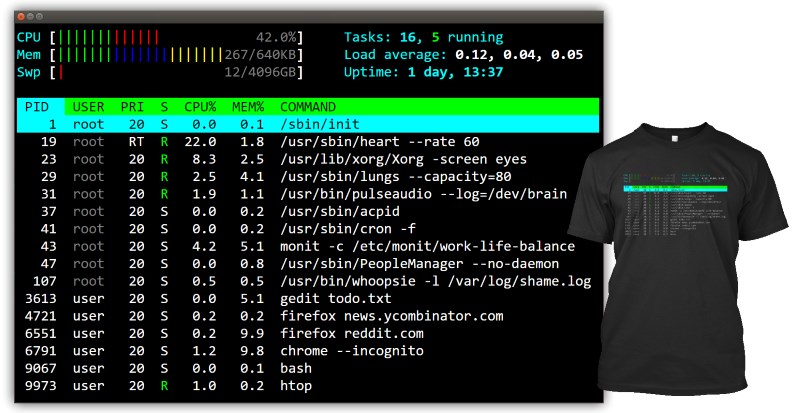 CPU [|||||||||||||||| 42.0%] Tasks: 16, 5 running
Mem [||||||||||||||||||||||||||267/640KB] Load average: 0.12, 0.04, 0.05
Swp [| 12/4096GB] Uptime: 1 day, 13:37
PID USER PRI S CPU% MEM% COMMAND
1 root 20 S 0.0 0.1 /sbin/init
19 root RT R 22.0 1.8 /usr/sbin/heart --rate 60
23 root 20 R 8.3 2.5 /usr/lib/xorg/Xorg -screen eyes
29 root 20 R 2.5 4.1 /usr/sbin/lungs --capacity=80
31 root 20 R 1.9 1.1 /usr/bin/pulseaudio --log=/dev/brain
37 root 20 S 0.0 0.2 /usr/sbin/acpid
41 root 20 S 0.0 0.2 /usr/sbin/cron -f
43 root 20 S 4.2 5.1 monit -c /etc/monit/work-life-balance
47 root 20 S 0.0 0.8 /usr/sbin/PeopleManager --no-daemon
107 root 20 S 0.5 0.5 /usr/bin/whoopsie -l /var/log/shame.log
3613 user 20 S 0.0 5.1 gedit todo.txt
4721 user 20 S 0.2 0.2 firefox news.ycombinator.com
6551 user 20 S 0.2 9.9 firefox reddit.com
6791 user 20 S 1.2 9.8 chrome --incognito
9067 user 20 S 0.0 0.1 bash
9973 user 20 R 1.0 0.2 htop